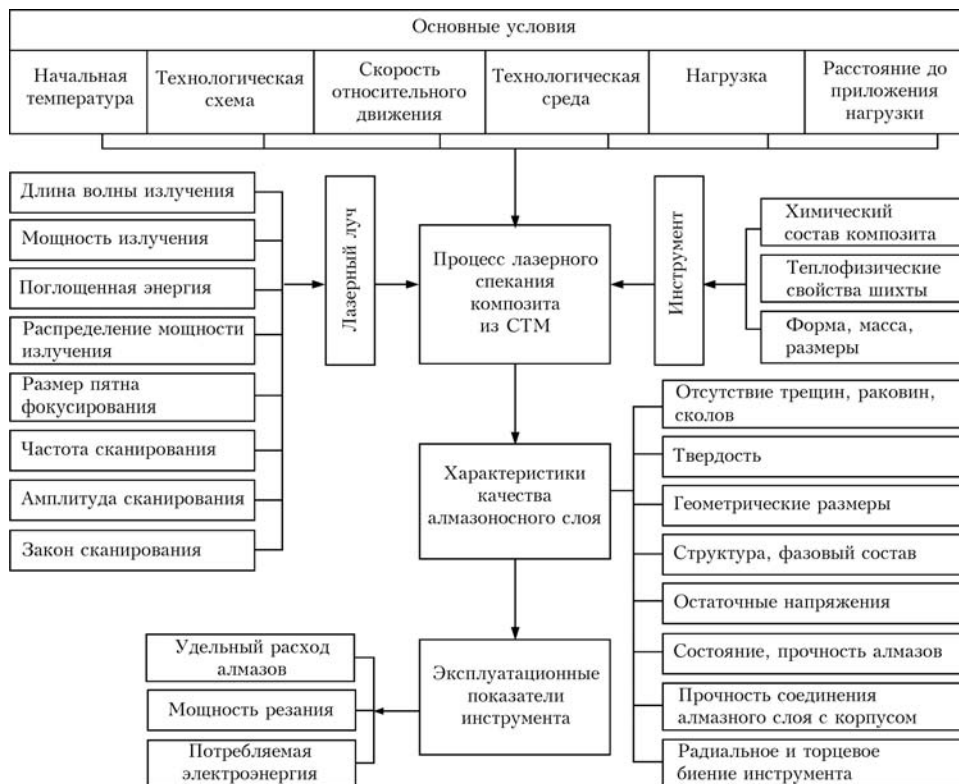 Основные условия
Начальная
температура
Технологическая
схема
Скорость
относительного
движения
Технологическая
среда
Нагрузка
Расстояние до
приложения
нагрузки
Длина волны излучения
Мощность излучения
Поглощенная энергия
Распределение мощности
излучения
Размер пятна
фокусирования
Частота сканирования
Амплитуда сканирования
Закон сканирования
Лазерный луч
Процесс лазерного
спекания
композита
из СТМ
Инструмент
Химический
состав композита
Теплофизические
свойства шихты
Форма, масса,
размеры
Характеристики
качества
алмазоносного слоя
Отсутствие трещин, раковин,
сколов
Твердость
Геометрические размеры
Структура, фазовый состав
Остаточные напряжения
Состояние, прочность алмазов
Прочность соединения
алмазного слоя с корпусом
Радиальное и торцевое
биение инструмента
Эксплуатационные
показатели
инструмента
Удельный расход
алмазов
Мощность резания
Потребляемая
электроэнергия